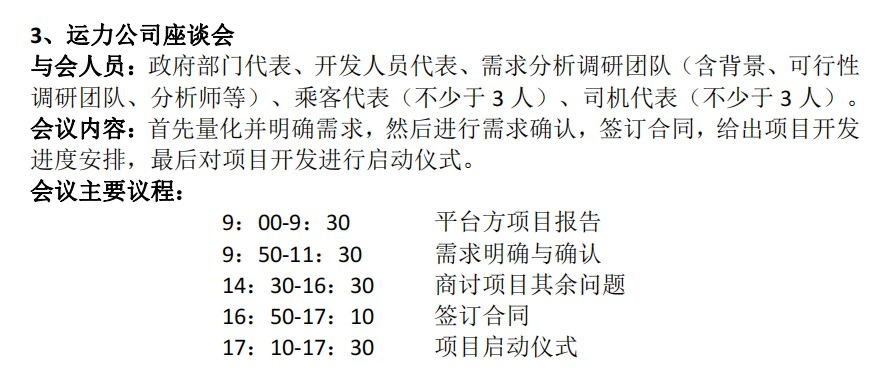 3、运力公司座谈会
与会人员：政府部门代表、开发人员代表、需求分析调研团队（含背景、可行性
调研团队、分析师等）、乘客代表（不少于 3 人）、司机代表（不少于 3 人）。
会议内容：首先量化并明确需求，然后进行需求确认，签订合同，给出项目开发
进度安排，最后对项目开发进行启动仪式。
会议主要议程：
9：00-9：30 平台方项目报告
9：50-11：30 需求明确与确认
14：30-16：30 商讨项目其余问题
16：50-17：10 签订合同
17：10-17：30 项目启动仪式